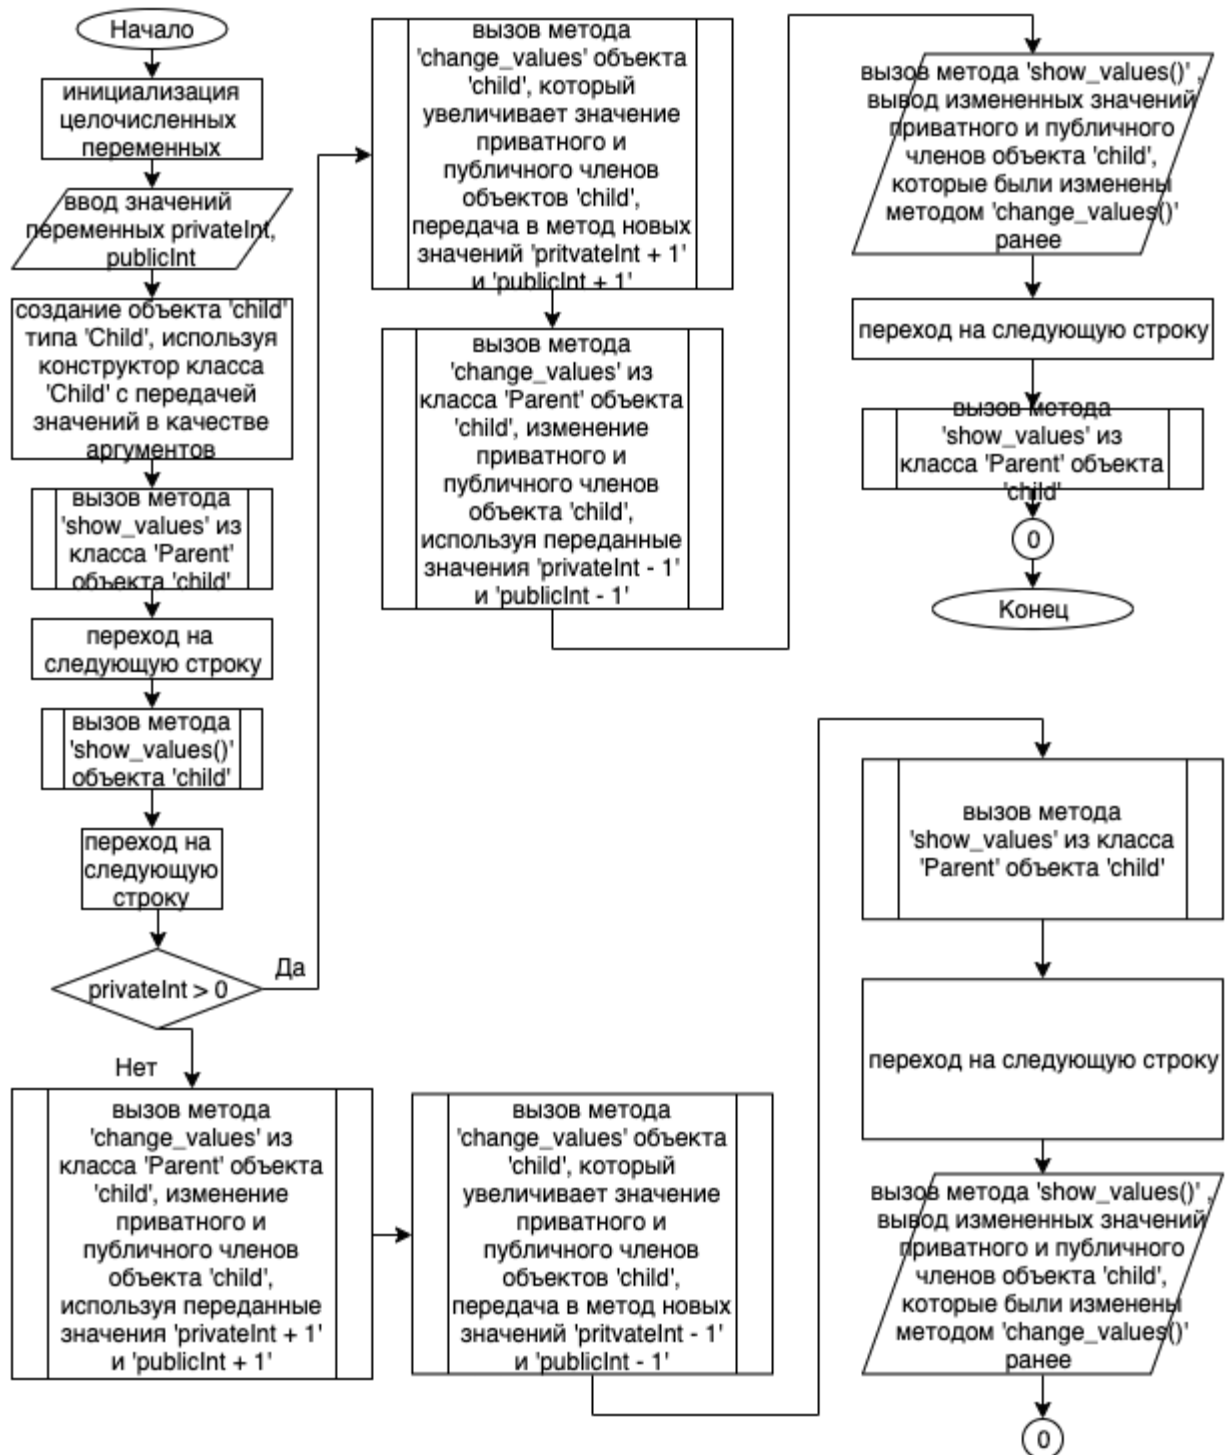 Начало
инициализация
целочисленных
переменных
ввод значений
переменных privateInt,
publicInt
создание объекта 'child'
типа 'Child', используя
конструктор класса
'Child' с передачей
значений в качестве
аргументов
вызов метода
'show_values' из
класса 'Parent'
объекта 'child'
переход на
следующую строку
вызов метода
'show_values()'
объекта 'child'
переход на
следующую
строку
privateInt > 0
Да
Нет
вызов метода
'change_values' объекта
'child', который
увеличивает значение
приватного и
публичного членов
объектов 'child',
передача в метод новых
значений 'pritvateInt + 1'
и 'publicInt + 1'
вызов метода
'change_values' из
класса 'Parent' объекта
'child', изменение
приватного и
публичного членов
объекта 'child',
используя переданные
значения 'privateInt - 1'
и 'publicInt - 1'
вызов метода 'show_values()' ,
вывод измененных значений
приватного и публичного
членов объекта 'child',
которые были изменены
методом 'change_values()'
ранее
переход на следующую строку
вызов метода
'show_values' из
класса 'Parent' объекта
'child'
0
Конец
вызов метода
'change_values' из
класса 'Parent' объекта
'child', изменение
приватного и
публичного членов
объекта 'child',
используя переданные
значения 'privateInt + 1'
и 'publicInt + 1'
вызов метода
'change_values' объекта
'child', который
увеличивает значение
приватного и
публичного членов
объектов 'child',
передача в метод новых
значений 'pritvateInt - 1'
и 'publicInt - 1'
вызов метода
'show_values' из класса
'Parent' объекта 'child'
переход на следующую строку
вызов метода 'show_values()' ,
вывод измененных значений
приватного и публичного
членов объекта 'child',
которые были изменены
методом 'change_values()'
ранее
0